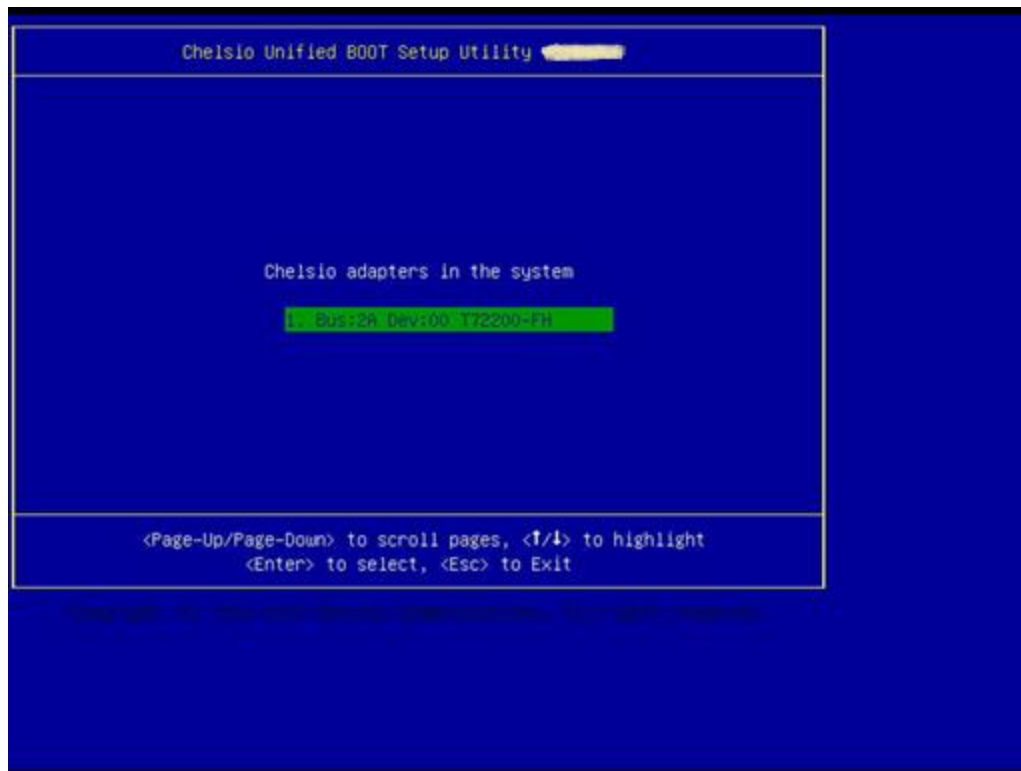 Chelsio Unified BOOT Setup Utility
Chelsio adapters in the system
1. Bus:2A Dev:00 T72200-FH
<Page-Up/Page-Down> to scroll pages, <↑/↓> to highlight
<Enter> to select, <Esc> to Exit